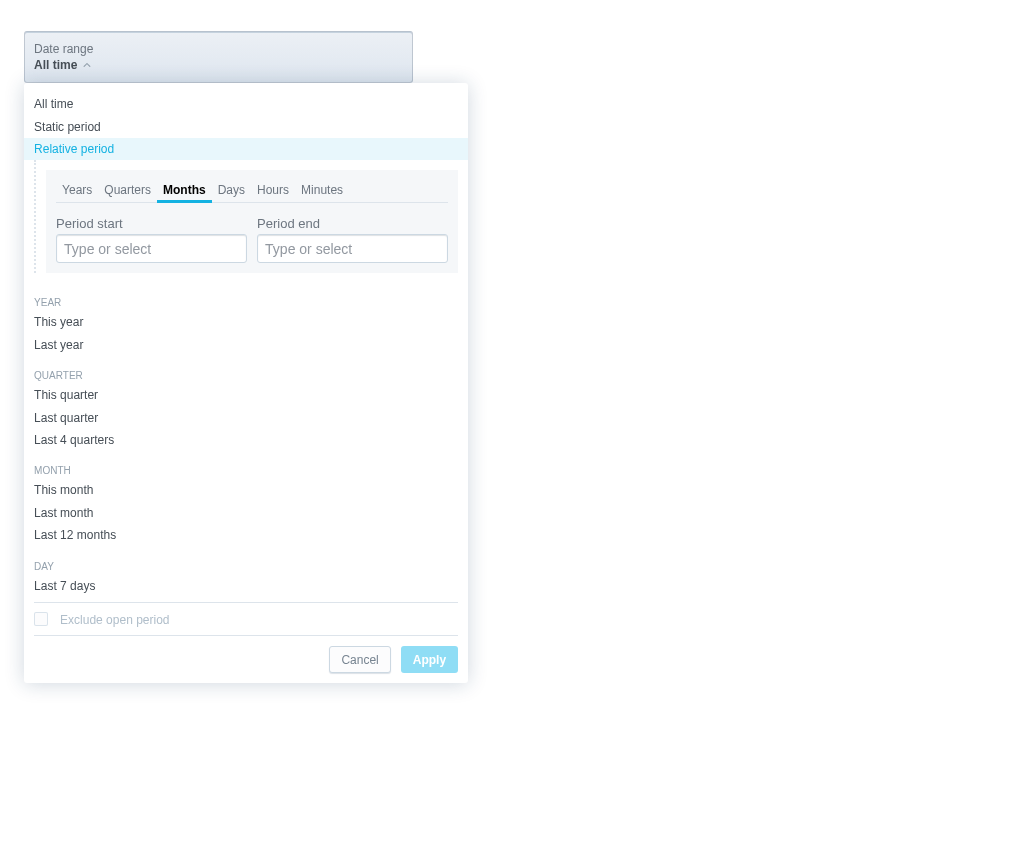 Date range
All time
All time
Static period
Relative period
Years Quarters Months Days Hours Minutes
Period start Period end
Type or select Type or select
YEAR
This year
Last year
QUARTER
This quarter
Last quarter
Last 4 quarters
MONTH
This month
Last month
Last 12 months
DAY
Last 7 days
Exclude open period
Cancel Apply